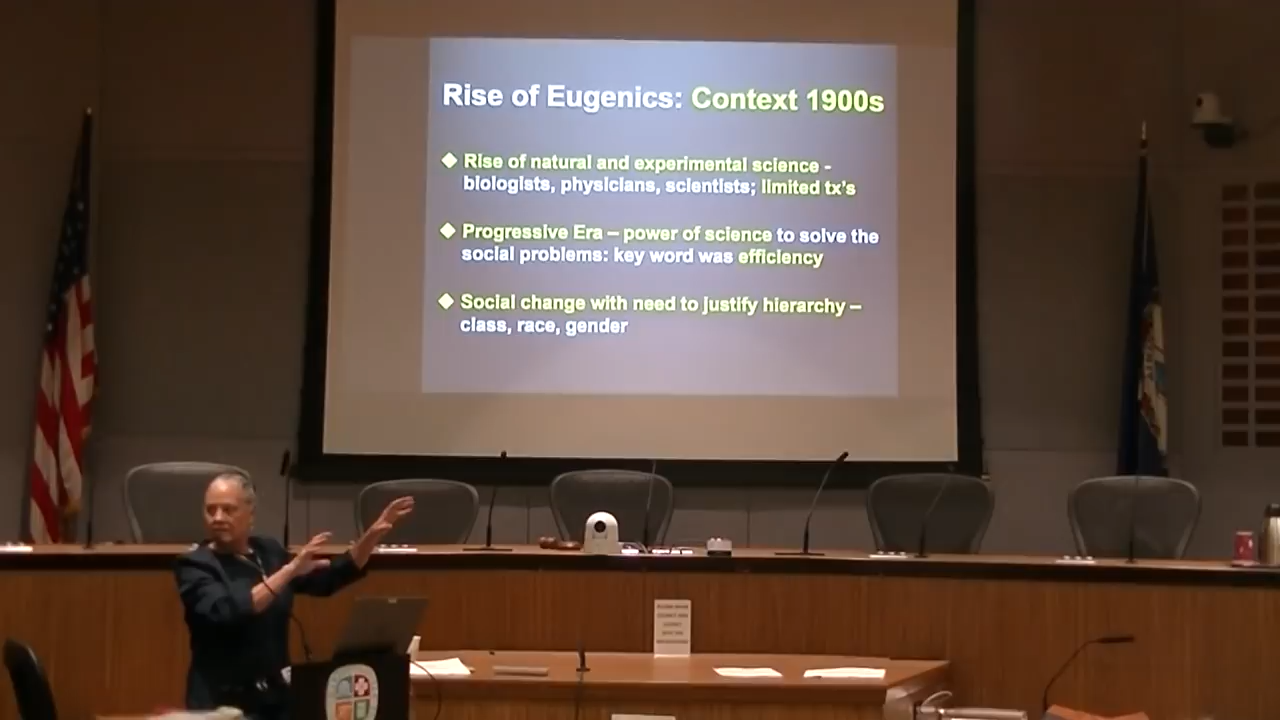 Rise of Eugenics: Context 1900s
◆ Rise of natural and experimental science -
biologists, physicians, scientists; limited tx's
◆ Progressive Era – power of science to solve the
social problems: key word was efficiency
◆ Social change with need to justify hierarchy –
class, race, gender